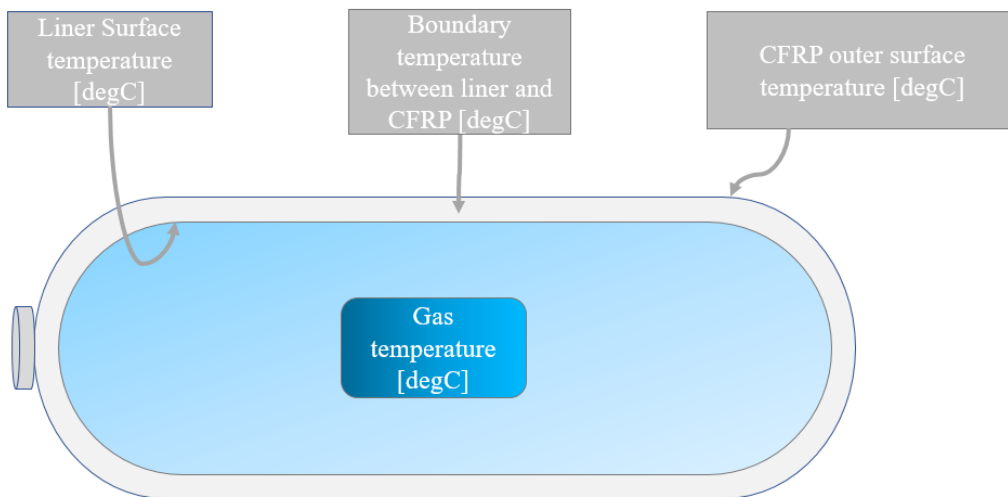 Liner Surface
temperature
[degC]
Boundary
temperature
between liner and
CFRP [degC]
CFRP outer surface
temperature [degC]
Gas
temperature
[degC]